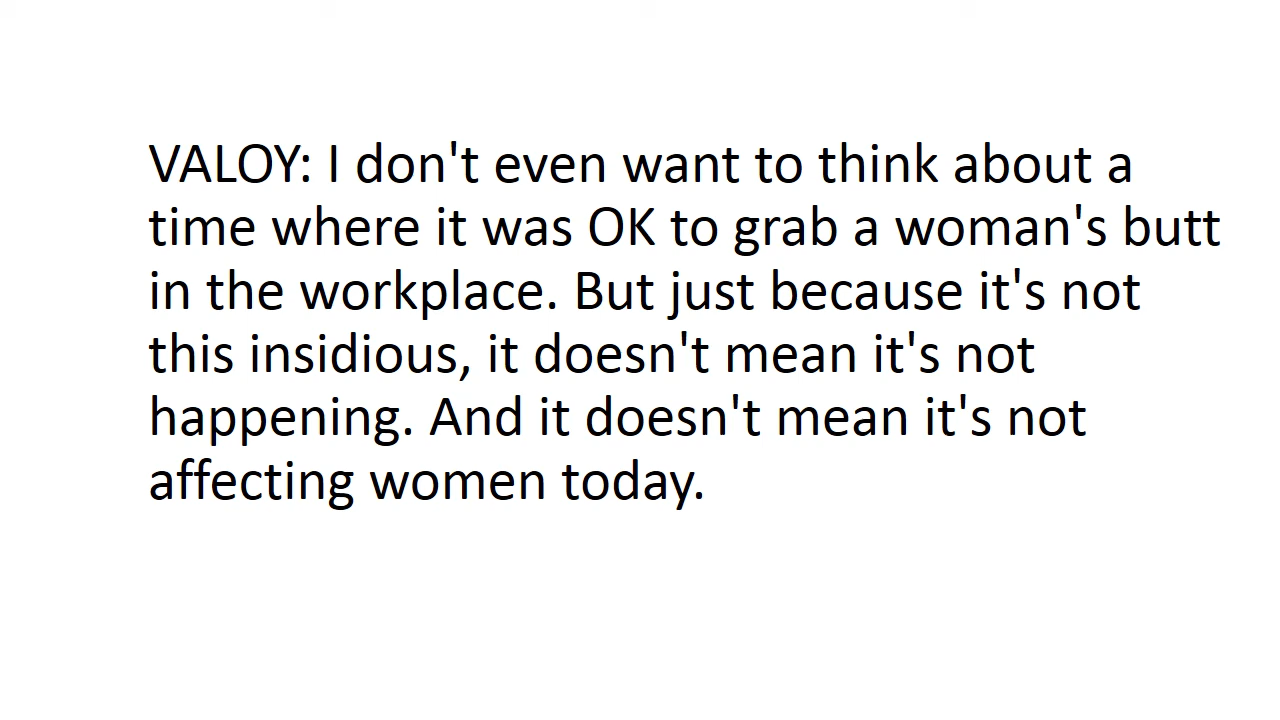 VALOY: I don't even want to think about a
time where it was OK to grab a woman's butt
in the workplace. But just because it's not
this insidious, it doesn't mean it's not
happening. And it doesn't mean it's not
affecting women today.